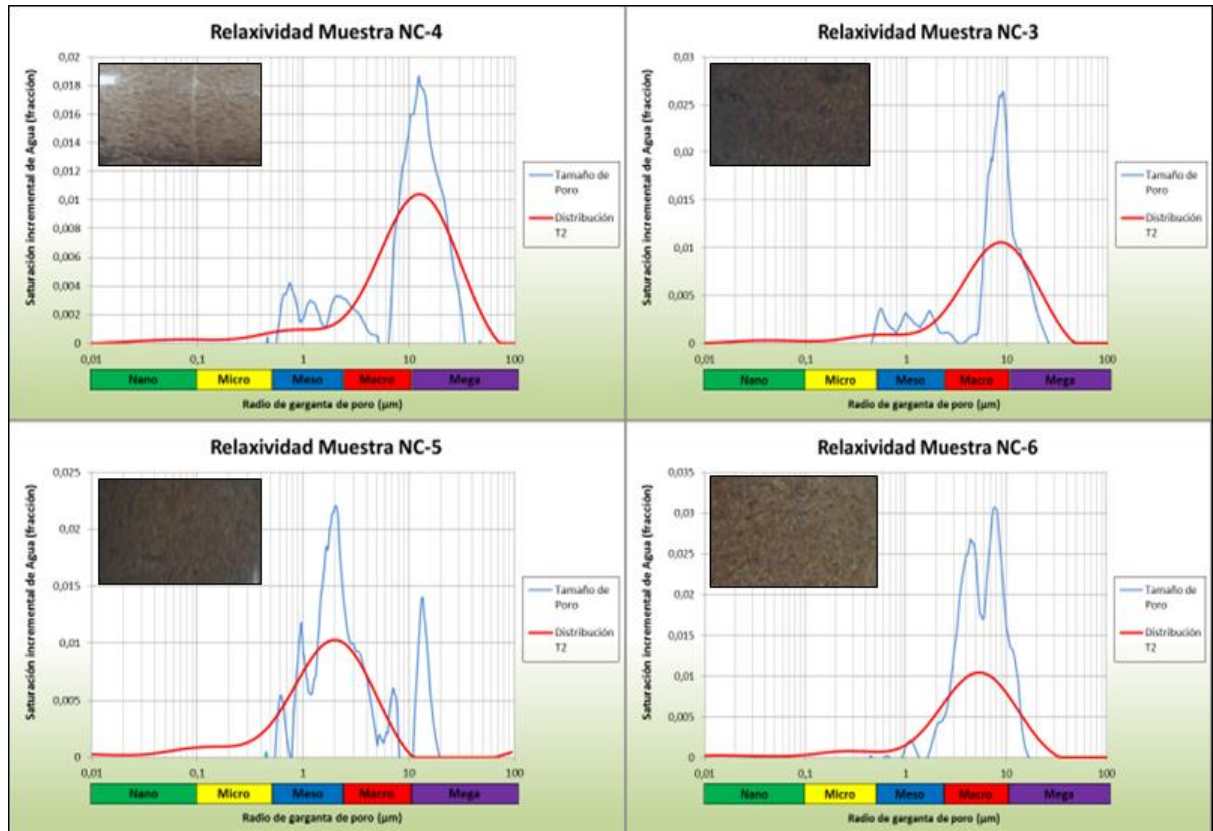 Relaxividad Muestra NC-4
Saturación incremental de Agua (fracción)
0,02
0,018
0,016
0,014
0,012
0,01
0,008
0,006
0,004
0,002
0
0,01 0,1 1 10 100
Tamaño de
Poro
Distribución
T2
Nano Micro Meso Macro Mega
Radio de garganta de poro (µm)
Relaxividad Muestra NC-3
Saturación incremental de Agua (fracción)
0,03
0,025
0,02
0,015
0,01
0,005
0
0,01 0,1 1 10 100
Tamaño de
Poro
Distribución
T2
Nano Micro Meso Macro Mega
Radio de garganta de poro (µm)
Relaxividad Muestra NC-5
Saturación incremental de Agua (fracción)
0,025
0,02
0,015
0,01
0,005
0
0,01 0,1 1 10 100
Tamaño de
Poro
Distribución
T2
Nano Micro Meso Macro Mega
Radio de garganta de poro (µm)
Relaxividad Muestra NC-6
Saturación incremental de Agua (fracción)
0,035
0,03
0,025
0,02
0,015
0,01
0,005
0
0,01 0,1 1 10 100
Tamaño de
Poro
Distribución
T2
Nano Micro Meso Macro Mega
Radio de garganta de poro (µm)